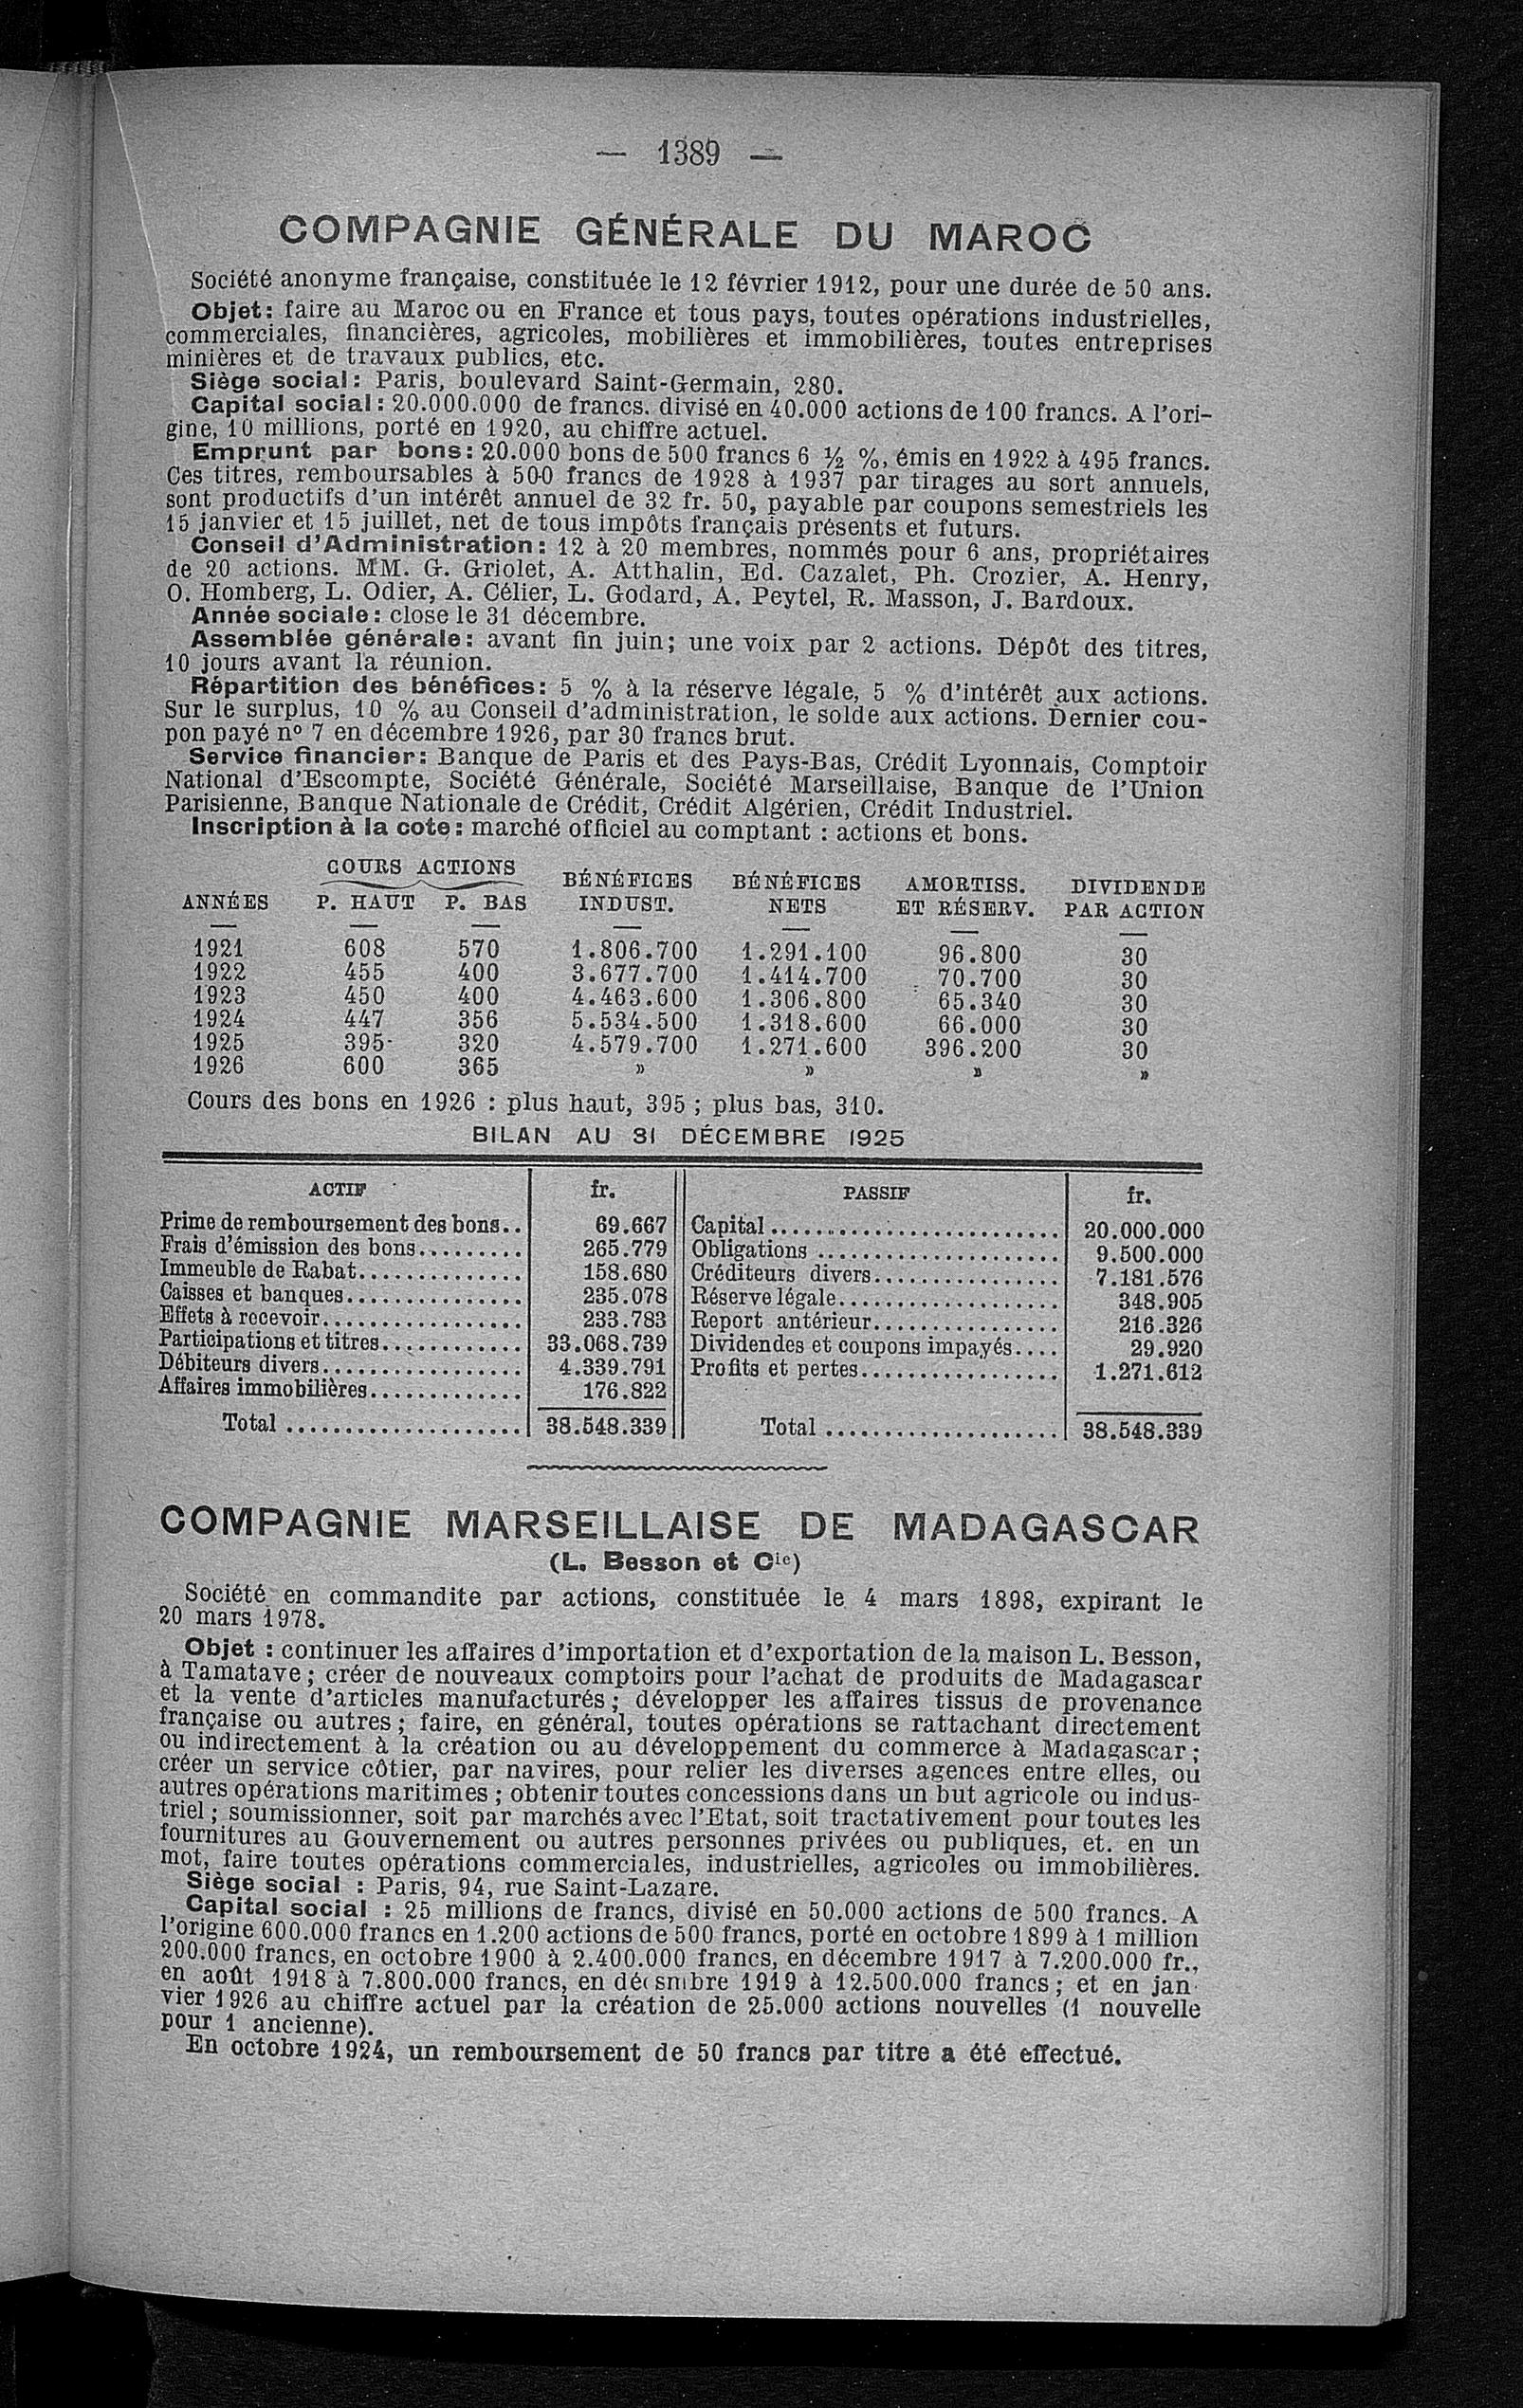 — 1389 —
COMPAGNIE GÉNÉRALE DU MAROC
Société anonyme française, constituée le 12 février 1912, pour une durée de 50 ans.
Objet: faire au Maroc ou en France et tous pays, toutes opérations industrielles,
commerciales, financières, agricoles, mobilières et immobilières, toutes entreprises
minières et de travaux publics, etc.
Siège social: Paris, boulevard Saint-Germain, 280.
Capital social: 20.000.000 de francs. divisé en 40.000 actions de 100 francs. A l'ori-
gine, 10 millions, porté en 1920, au chiffre actuel.
Emprunt par bons: 20.000 bons de 500 francs 6 ½ %, émis en 1922 à 495 francs.
Ces titres, remboursables à 500 francs de 1928 à 1937 par tirages au sort annuels,
sont productifs d'un intérêt annuel de 32 fr. 50, payable par coupons semestriels les
15 janvier et 15 juillet, net de tous impôts français présents et futurs.
Conseil d'Administration: 12 à 20 membres, nommés pour 6 ans, propriétaires
de 20 actions. MM. G. Griolet, A. Atthalin, Ed. Cazalet, Ph. Crozier, A. Henry,
O. Homberg, L. Odier, A. Célier, L. Godard, A. Peytel, R. Masson, J. Bardoux.
Année sociale: close le 31 décembre.
Assemblée générale: avant fin juin; une voix par 2 actions. Dépôt des titres,
10 jours avant la réunion.
Répartition des bénéfices: 5 % à la réserve légale, 5 % d'intérêt aux actions.
Sur le surplus, 10 % au Conseil d'administration, le solde aux actions. Dernier cou-
pon payé nº 7 en décembre 1926, par 30 francs brut.
Service financier: Banque de Paris et des Pays-Bas, Crédit Lyonnais, Comptoir
National d'Escompte, Société Générale, Société Marseillaise, Banque de l'Union
Parisienne, Banque Nationale de Crédit, Crédit Algérien, Crédit Industriel.
Inscription à la cote: marché officiel au comptant : actions et bons.
COURS ACTIONS BÉNÉFICES BÉNÉFICES AMORTISS. DIVIDENDE
ANNÉES P. HAUT P. BAS INDUST. NETS ET RÉSERV. PAR ACTION
1921 608 570 1.806.700 1.291.100 96.800 30
1922 455 400 3.677.700 1.414.700 70.700 30
1923 450 400 4.463.600 1.306.800 65.340 30
1924 447 356 5.534.500 1.318.600 66.000 30
1925 395 320 4.579.700 1.271.600 396.200 30
1926 600 365 » » » »
Cours des bons en 1926 : plus haut, 395 ; plus bas, 310.
BILAN AU 31 DÉCEMBRE 1925
ACTIF fr. PASSIF fr.
Prime de remboursement des bons.. 69.667 Capital .......................... 20.000.000
Frais d'émission des bons......... 265.779 Obligations ..................... 9.500.000
Immeuble de Rabat.............. 158.680 Créditeurs divers................ 7.181.576
Caisses et banques............... 235.078 Réserve légale................... 348.905
Effets à recevoir................. 233.783 Report antérieur................ 216.326
Participations et titres............ 33.068.739 Dividendes et coupons impayés.... 29.920
Débiteurs divers................. 4.339.791 Profits et pertes................. 1.271.612
Affaires immobilières............. 176.822
Total .................... 38.548.339 Total .................... 38.548.339
COMPAGNIE MARSEILLAISE DE MADAGASCAR
(L. Besson et Cie)
Société en commandite par actions, constituée le 4 mars 1898, expirant le
20 mars 1978.
Objet : continuer les affaires d'importation et d'exportation de la maison L. Besson,
à Tamatave ; créer de nouveaux comptoirs pour l'achat de produits de Madagascar
et la vente d'articles manufacturés ; développer les affaires tissus de provenance
française ou autres ; faire, en général, toutes opérations se rattachant directement
ou indirectement à la création ou au développement du commerce à Madagascar ;
créer un service côtier, par navires, pour relier les diverses agences entre elles, ou
autres opérations maritimes ; obtenir toutes concessions dans un but agricole ou indus-
triel ; soumissionner, soit par marchés avec l'Etat, soit tractativement pour toutes les
fournitures au Gouvernement ou autres personnes privées ou publiques, et. en un
mot, faire toutes opérations commerciales, industrielles, agricoles ou immobilières.
Siège social : Paris, 94, rue Saint-Lazare.
Capital social : 25 millions de francs, divisé en 50.000 actions de 500 francs. A
l'origine 600.000 francs en 1.200 actions de 500 francs, porté en octobre 1899 à 1 million
200.000 francs, en octobre 1900 à 2.400.000 francs, en décembre 1917 à 7.200.000 fr.,
en août 1918 à 7.800.000 francs, en décembre 1919 à 12.500.000 francs ; et en jan-
vier 1926 au chiffre actuel par la création de 25.000 actions nouvelles (1 nouvelle
pour 1 ancienne).
En octobre 1924, un remboursement de 50 francs par titre a été effectué.